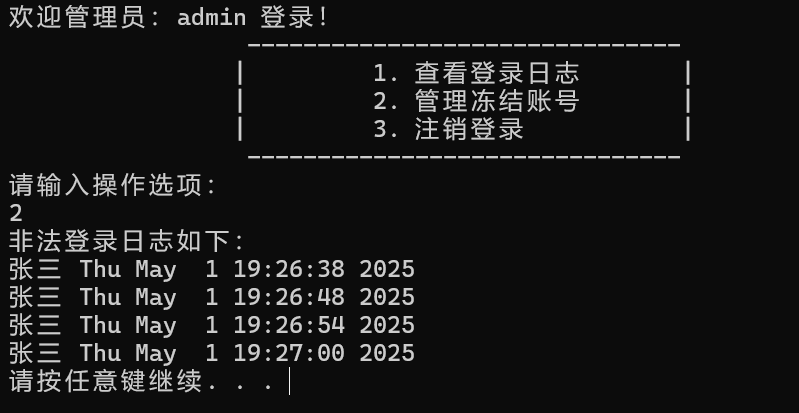 欢迎管理员：admin 登录！
-------------------------------
|         1. 查看登录日志        |
|         2. 管理冻结账号        |
|         3. 注销登录            |
-------------------------------
请输入操作选项：
2
非法登录日志如下：
张三 Thu May  1 19:26:38 2025
张三 Thu May  1 19:26:48 2025
张三 Thu May  1 19:26:54 2025
张三 Thu May  1 19:27:00 2025
请按任意键继续. . .